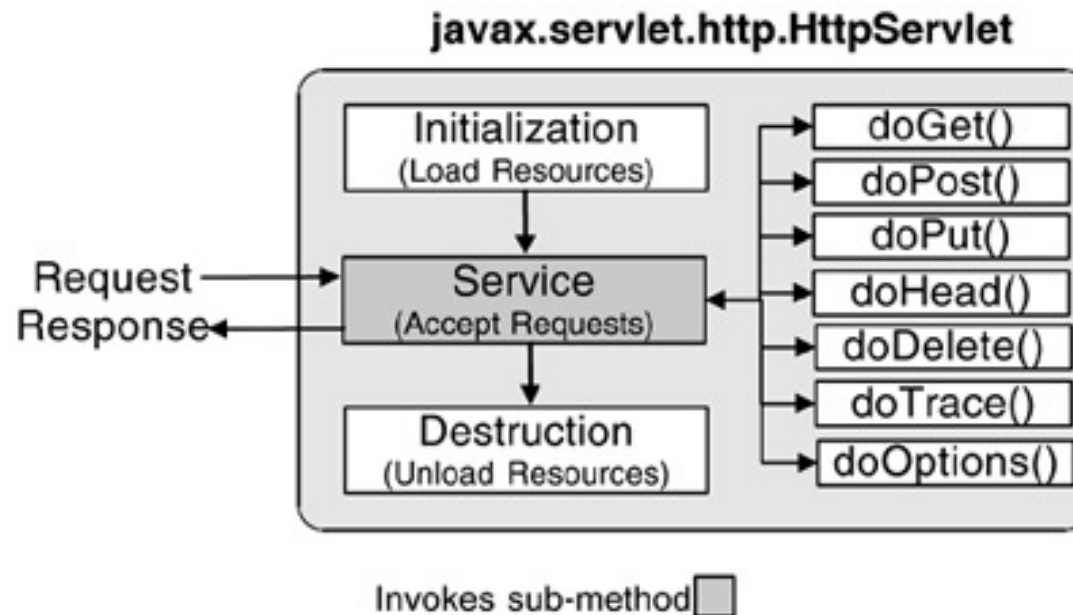 javax.servlet.http.HttpServlet
Initialization
(Load Resources)
Request
Response
Service
(Accept Requests)
Destruction
(Unload Resources)
doGet()
doPost()
doPut()
doHead()
doDelete()
doTrace()
doOptions()
Invokes sub-method